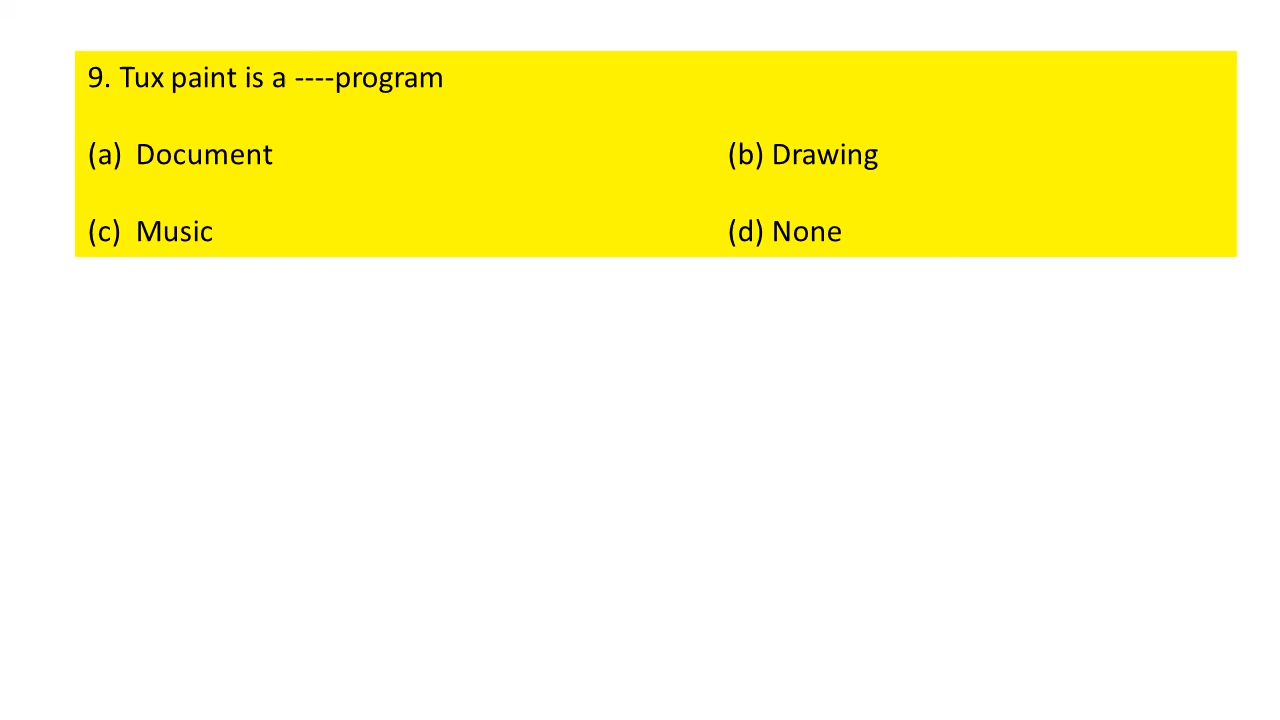 9. Tux paint is a ----program
(a) Document (b) Drawing
(c) Music (d) None